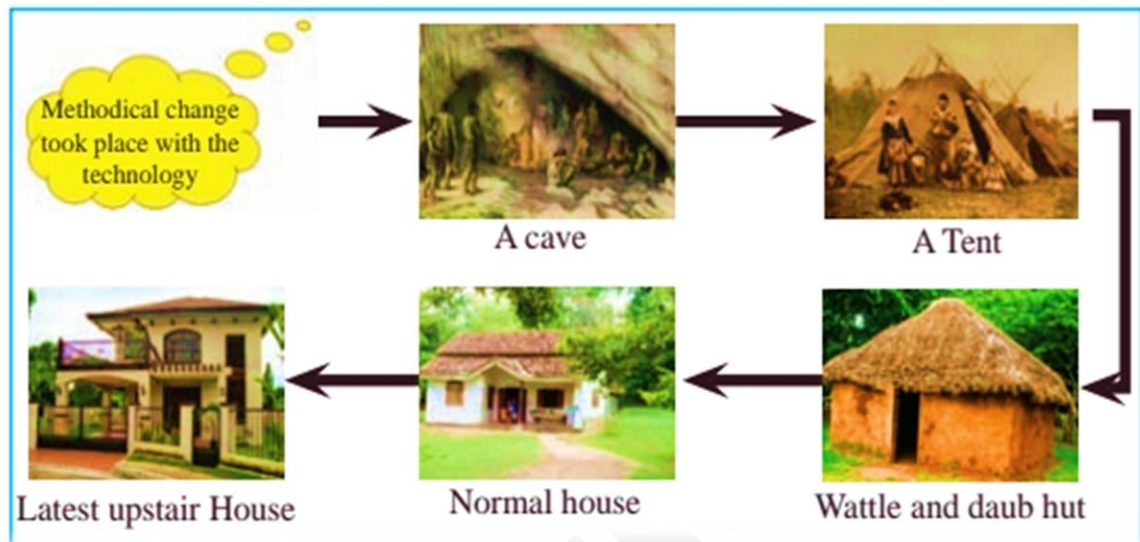 Methodical change
took place with the
technology
A cave
A Tent
Wattle and daub hut
Normal house
Latest upstair House